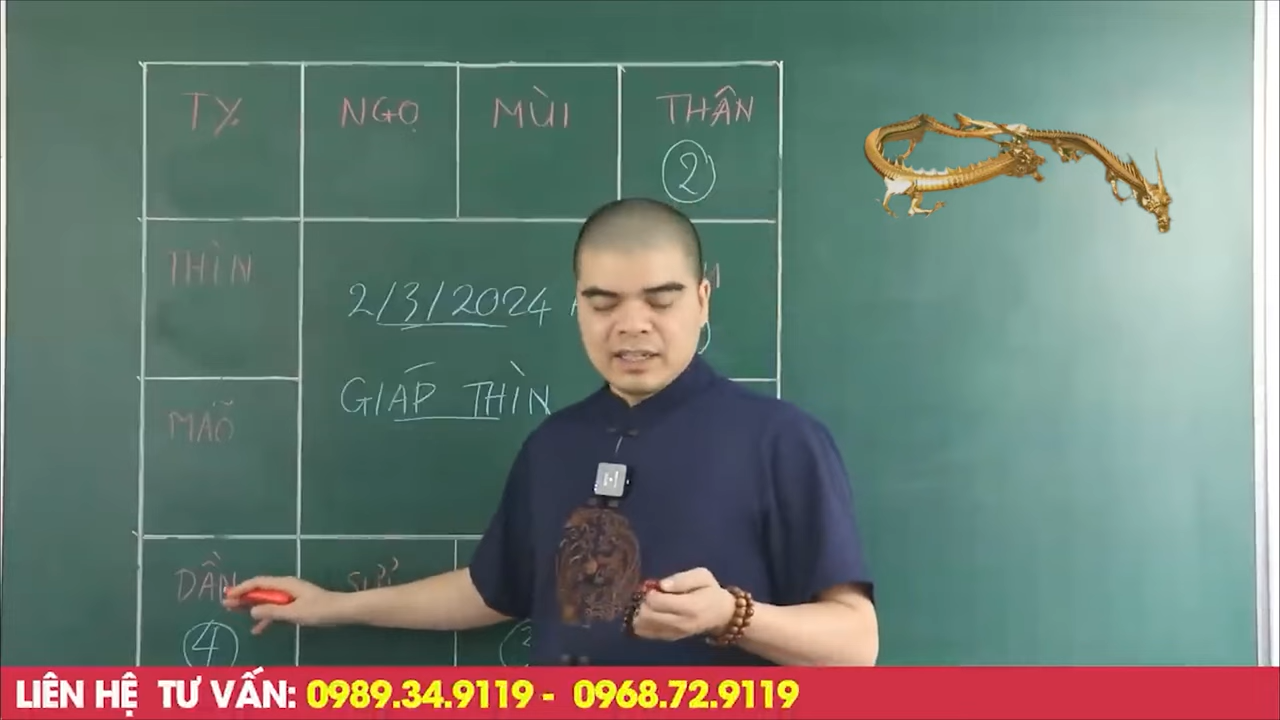 TỴ NGỌ MÙI THÂN
2
THÌN
2/3/2024
GIÁP THÌN
MÃO
DẦN SỬU
4
LIÊN HỆ TƯ VẤN: 0989.34.9119 - 0968.72.9119